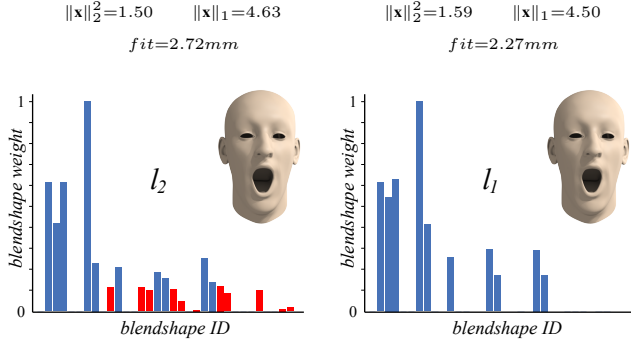 ‖x‖₂²=1.50 ‖x‖₁=4.63
fit=2.72mm
1
blendshape weight
l₂
0
blendshape ID
‖x‖₂²=1.59 ‖x‖₁=4.50
fit=2.27mm
1
blendshape weight
l₁
0
blendshape ID